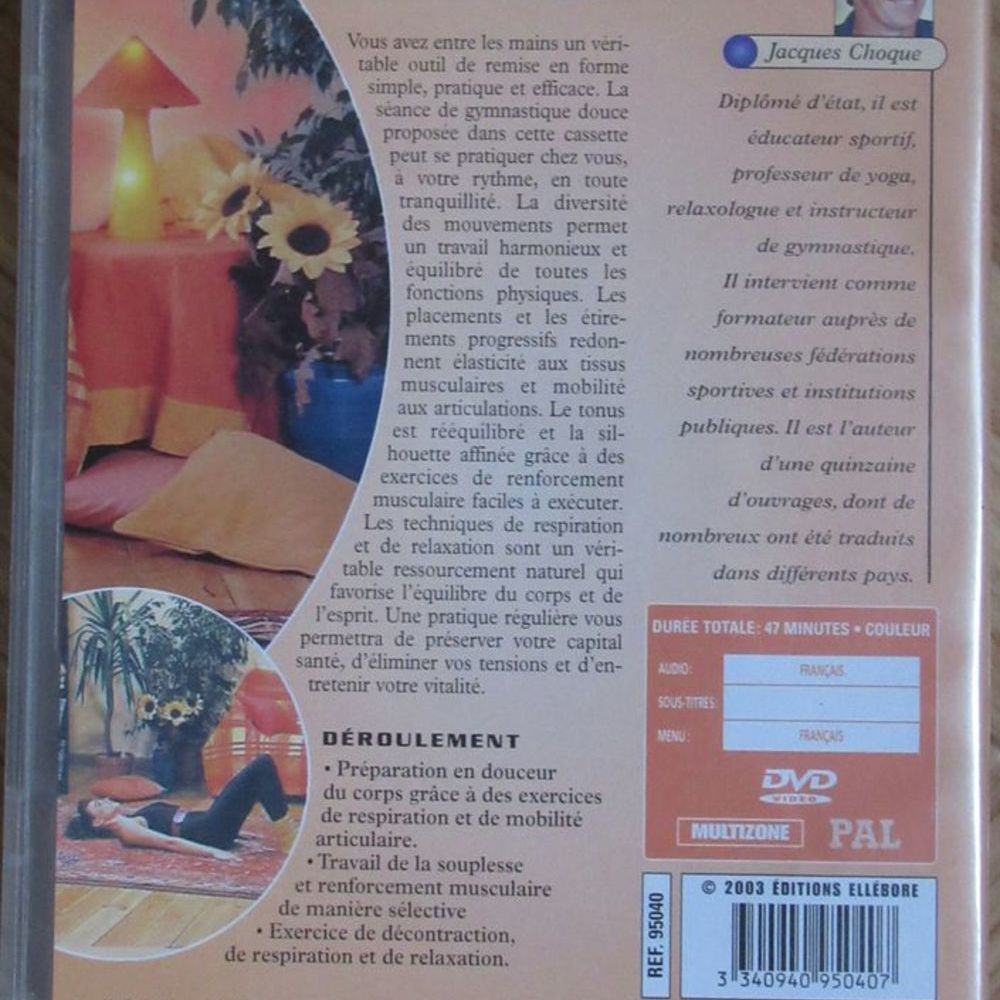 Vous avez entre les mains un véri-
table outil de remise en forme
simple, pratique et efficace. La
séance de gymnastique douce
proposée dans cette cassette
peut se pratiquer chez vous,
à votre rythme, en toute
tranquillité. La diversité
des mouvements permet
un travail harmonieux et
équilibré de toutes les
fonctions physiques. Les
placements et les étire-
ments progressifs redon-
nent élasticité aux tissus
musculaires et mobilité
aux articulations. Le tonus
est rééquilibré et la sil-
houette affinée grâce à des
exercices de renforcement
musculaire faciles à exécuter.
Les techniques de respiration
et de relaxation sont un véri-
table ressourcement naturel qui
favorise l'équilibre du corps et de
l'esprit. Une pratique régulière vous
permettra de préserver votre capital
santé, d'éliminer vos tensions et d'en-
tretenir votre vitalité.
DÉROULEMENT
• Préparation en douceur
du corps grâce à des exercices
de respiration et de mobilité
articulaire.
• Travail de la souplesse
et renforcement musculaire
de manière sélective
• Exercice de décontraction,
de respiration et de relaxation.
Jacques Choque
Diplômé d'état, il est
éducateur sportif,
professeur de yoga,
relaxologue et instructeur
de gymnastique.
Il intervient comme
formateur auprès de
nombreuses fédérations
sportives et institutions
publiques. Il est l'auteur
d'une quinzaine
d'ouvrages, dont de
nombreux ont été traduits
dans différents pays.
DURÉE TOTALE: 47 MINUTES • COULEUR
AUDIO: FRANÇAIS
SOUS-TITRES: -
MENU: FRANÇAIS
DVD
VIDEO
MULTIZONE PAL
REF. 95040
© 2003 ÉDITIONS ELLÉBORE
3 340940 950407